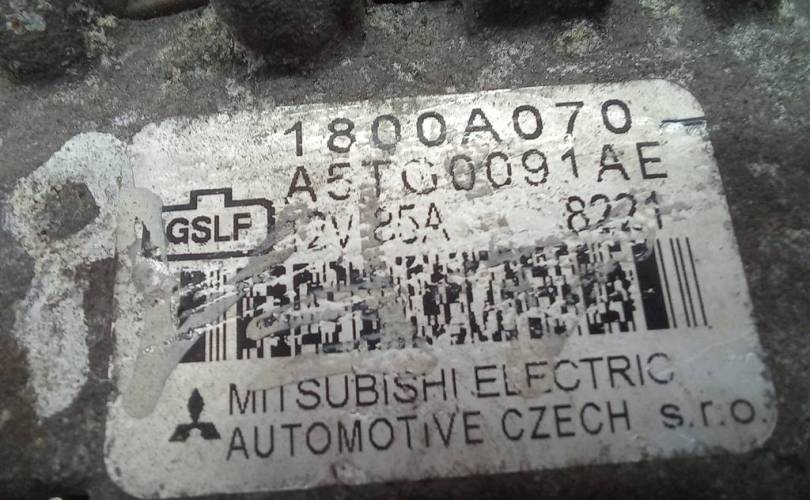 1800A070
A5TG0091AE
GSLF 12V 85A 8221
MITSUBISHI ELECTRIC
AUTOMOTIVE CZECH s.r.o.